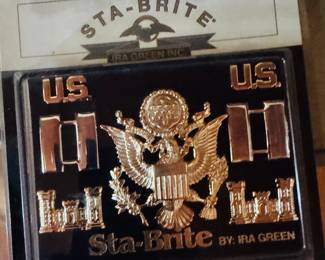 STA-BRITE®
IRA GREEN INC.
U.S. U.S.
Sta-Brite BY: IRA GREEN